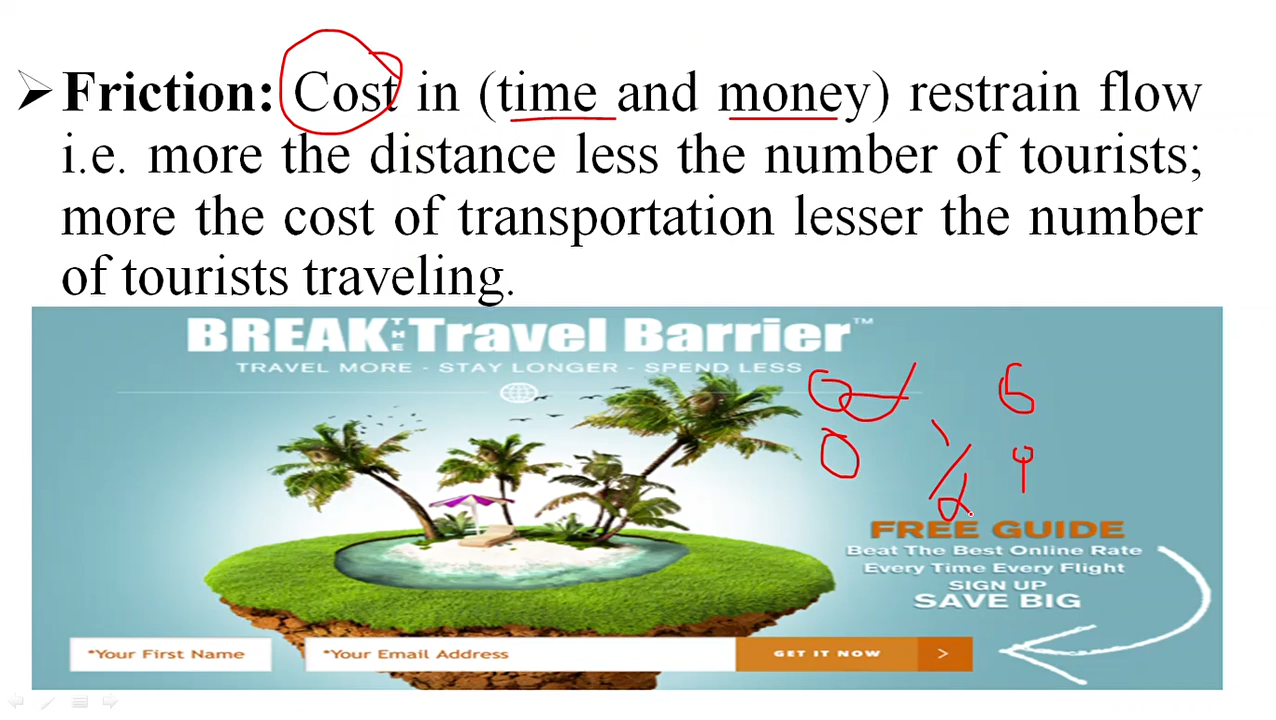 Friction: Cost in (time and money) restrain flow
i.e. more the distance less the number of tourists;
more the cost of transportation lesser the number
of tourists traveling.
BREAK THE Travel Barrier™
TRAVEL MORE - STAY LONGER - SPEND LESS
FREE GUIDE
Beat The Best Online Rate
Every Time Every Flight
SIGN UP
SAVE BIG
*Your First Name
*Your Email Address
GET IT NOW >